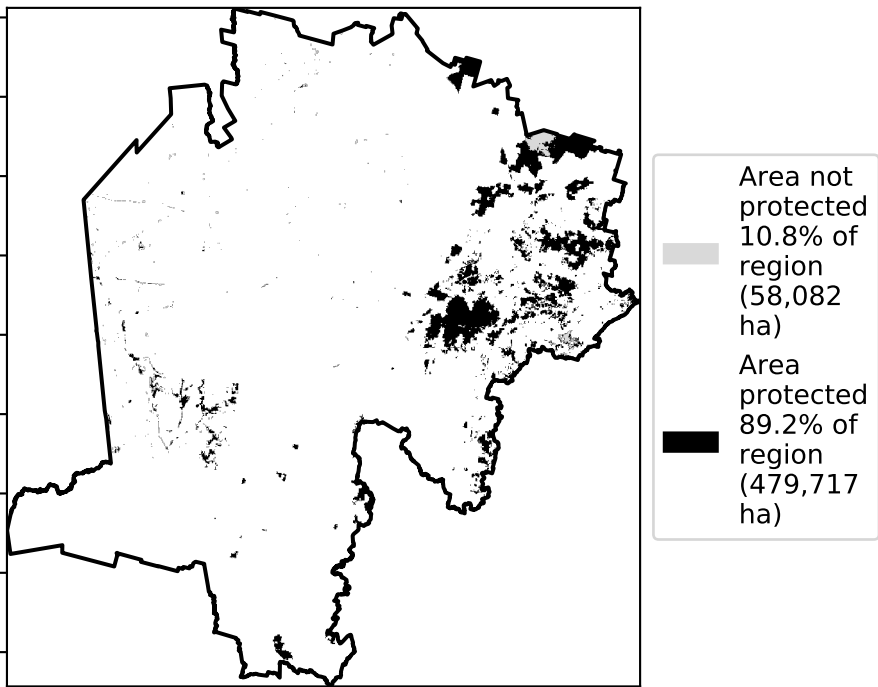 Area not
protected
10.8% of
region
(58,082
ha)
Area
protected
89.2% of
region
(479,717
ha)